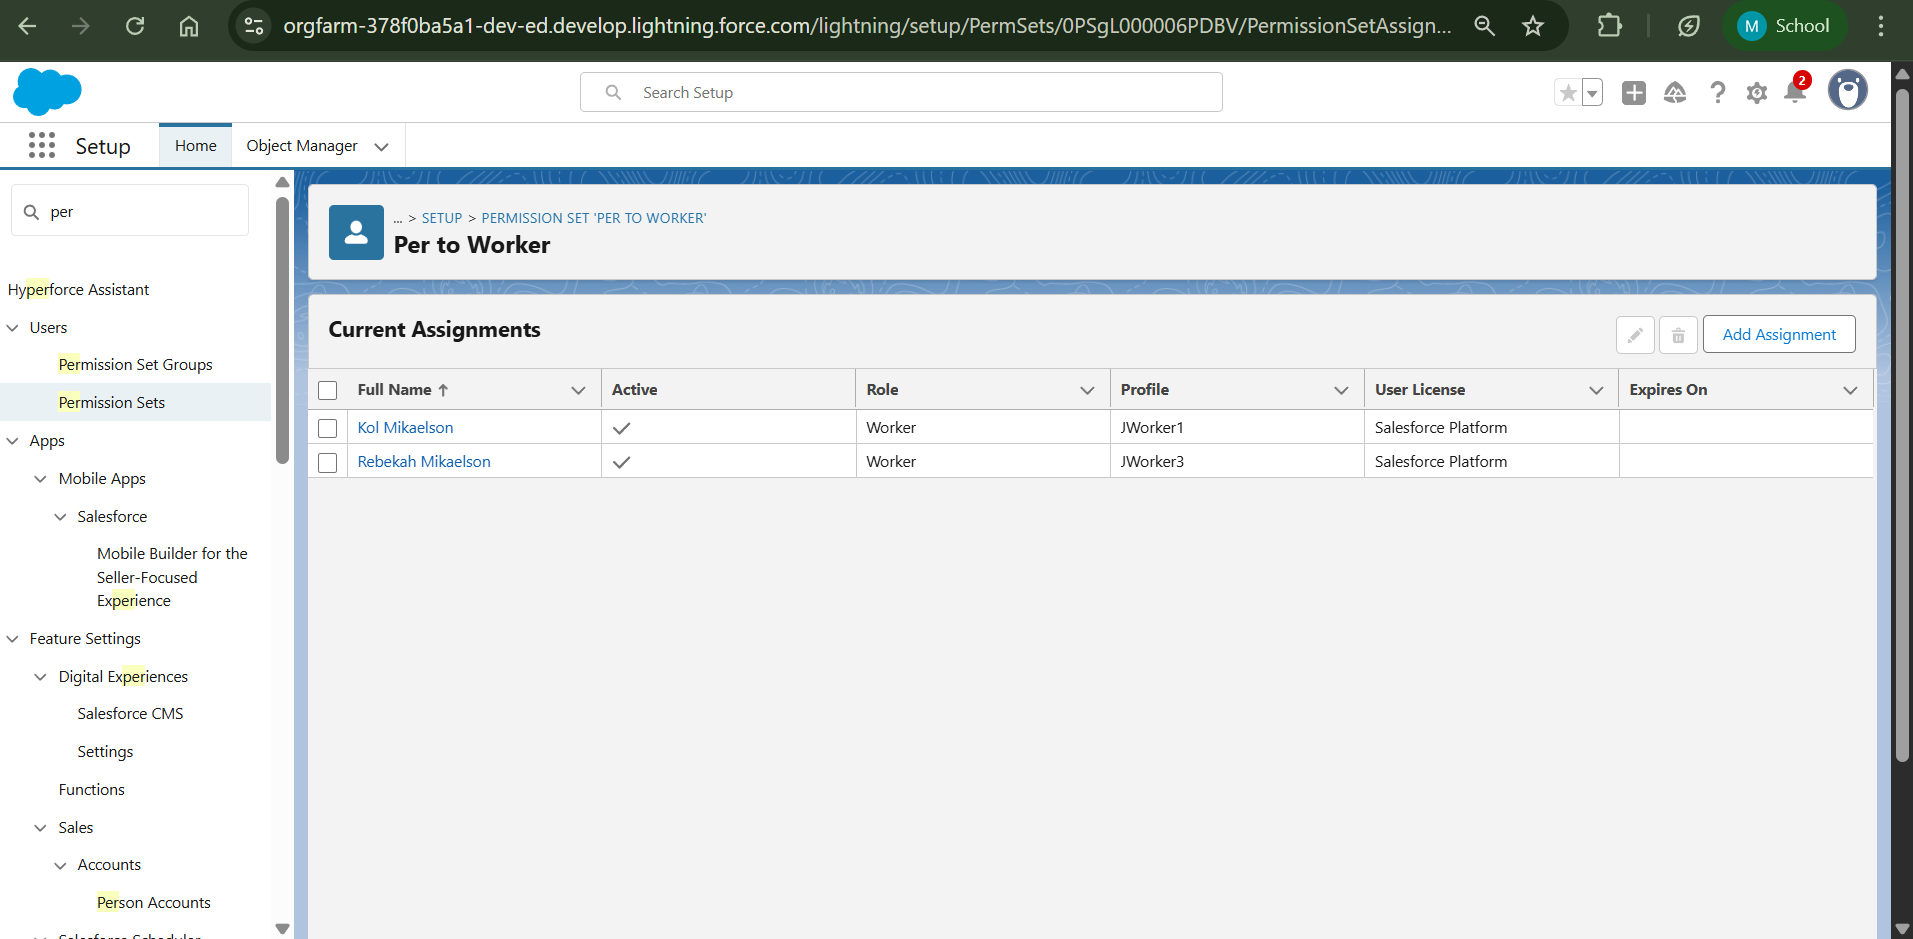 orgfarm-378f0ba5a1-dev-ed.develop.lightning.force.com/lightning/setup/PermSets/0PSgL000006PDBV/PermissionSetAssign...
M School
Search Setup
2
Setup Home Object Manager
per
Hyperforce Assistant
Users
Permission Set Groups
Permission Sets
Apps
Mobile Apps
Salesforce
Mobile Builder for the
Seller-Focused
Experience
Feature Settings
Digital Experiences
Salesforce CMS
Settings
Functions
Sales
Accounts
Person Accounts
Salesforce Scheduler
... > SETUP > PERMISSION SET 'PER TO WORKER'
Per to Worker
Current Assignments
Add Assignment
Full Name Active Role Profile User License Expires On
Kol Mikaelson Worker JWorker1 Salesforce Platform
Rebekah Mikaelson Worker JWorker3 Salesforce Platform